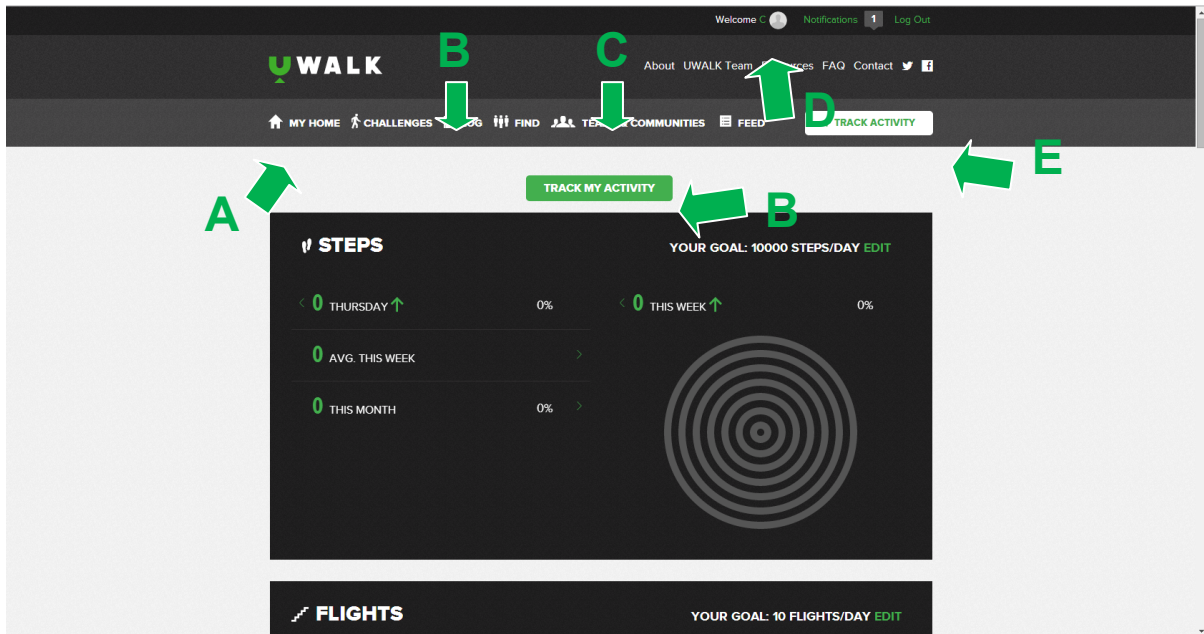 Welcome C Notifications 1 Log Out
B C
UWALK
About UWALK Team FAQ Contact
D
MY HOME CHALLENGES FIND COMMUNITIES FEED TRACK ACTIVITY
E
A
TRACK MY ACTIVITY
B
STEPS YOUR GOAL: 10000 STEPS/DAY EDIT
0 THURSDAY 0% 0 THIS WEEK 0%
0 AVG. THIS WEEK
0 THIS MONTH 0%
FLIGHTS YOUR GOAL: 10 FLIGHTS/DAY EDIT